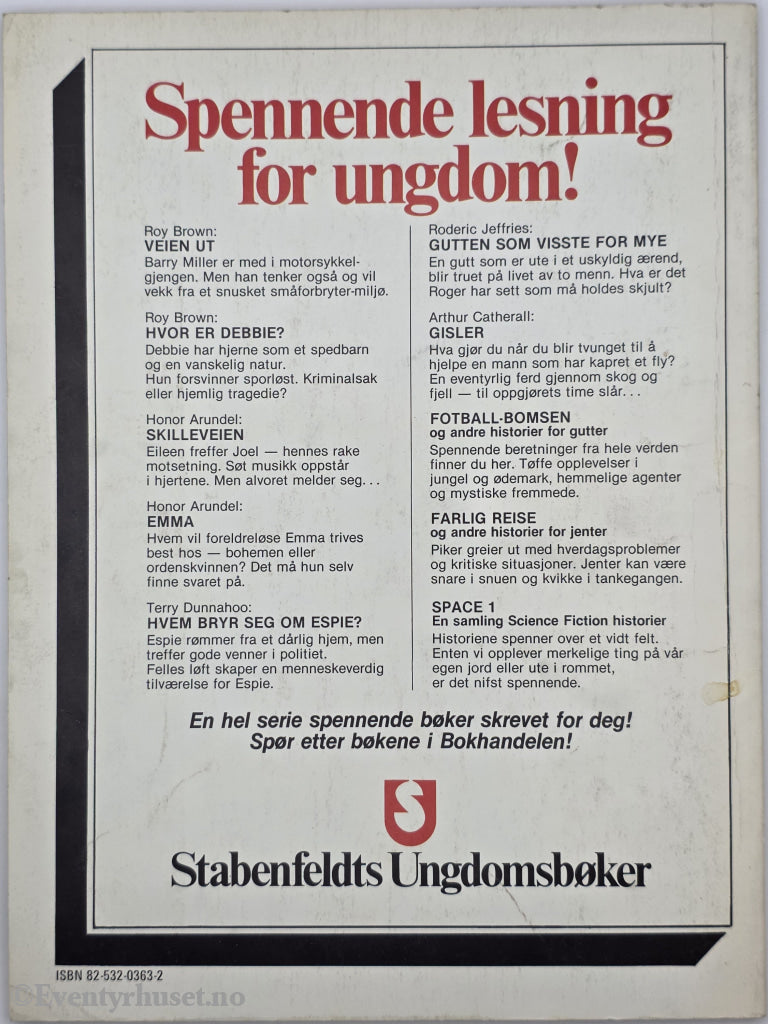 Spennende lesning
for ungdom!
Roy Brown:
VEIEN UT
Barry Miller er med i motorsykkel-
gjengen. Men han tenker også og vil
vekk fra et snusket småforbryter-miljø.
Roy Brown:
HVOR ER DEBBIE?
Debbie har hjerne som et spedbarn
og en vanskelig natur.
Hun forsvinner sporløst. Kriminalsak
eller hjemlig tragedie?
Honor Arundel:
SKILLEVEIEN
Eileen freffer Joel — hennes rake
motsetning. Søt musikk oppstår
i hjertene. Men alvoret melder seg...
Honor Arundel:
EMMA
Hvem vil foreldreløse Emma trives
best hos — bohemen eller
ordenskvinnen? Det må hun selv
finne svaret på.
Terry Dunnahoo:
HVEM BRYR SEG OM ESPIE?
Espie rømmer fra et dårlig hjem, men
treffer gode venner i politiet.
Felles løft skaper en menneskeverdig
tilværelse for Espie.
Roderic Jeffries:
GUTTEN SOM VISSTE FOR MYE
En gutt som er ute i et uskyldig ærend,
blir truet på livet av to menn. Hva er det
Roger har sett som må holdes skjult?
Arthur Catherall:
GISLER
Hva gjør du når du blir tvunget til å
hjelpe en mann som har kapret et fly?
En eventyrlig ferd gjennom skog og
fjell — til oppgjørets time slår...
FOTBALL-BOMSEN
og andre historier for gutter
Spennende beretninger fra hele verden
finner du her. Tøffe opplevelser i
jungel og ødemark, hemmelige agenter
og mystiske fremmede.
FARLIG REISE
og andre historier for jenter
Piker greier ut med hverdagsproblemer
og kritiske situasjoner. Jenter kan være
snare i snuen og kvikke i tankegangen.
SPACE 1
En samling Science Fiction historier
Historiene spenner over et vidt felt.
Enten vi opplever merkelige ting på vår
egen jord eller ute i rommet,
er det nifst spennende.
En hel serie spennende bøker skrevet for deg!
Spør etter bøkene i Bokhandelen!
Stabenfeldts Ungdomsbøker
ISBN 82-532-0363-2
©Eventyrhuset.no